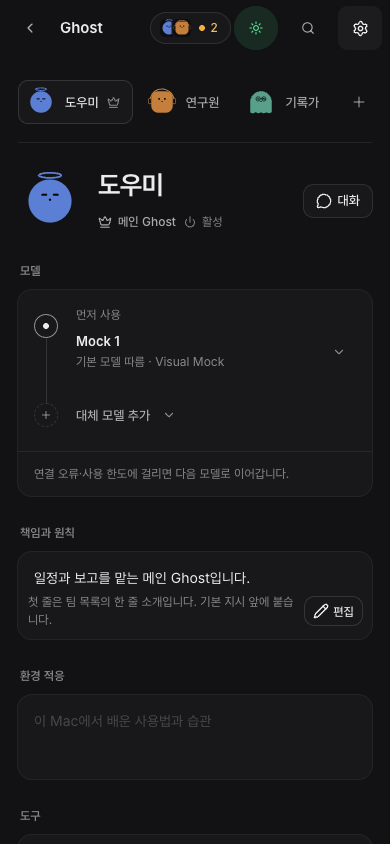 Ghost
2
도우미
연구원
기록가
도우미
메인 Ghost 활성
대화
모델
먼저 사용
Mock 1
기본 모델 따름 · Visual Mock
대체 모델 추가
연결 오류·사용 한도에 걸리면 다음 모델로 이어갑니다.
책임과 원칙
일정과 보고를 맡는 메인 Ghost입니다.
첫 줄은 팀 목록의 한 줄 소개입니다. 기본 지시 앞에 붙습
니다.
편집
환경 적응
이 Mac에서 배운 사용법과 습관
도구